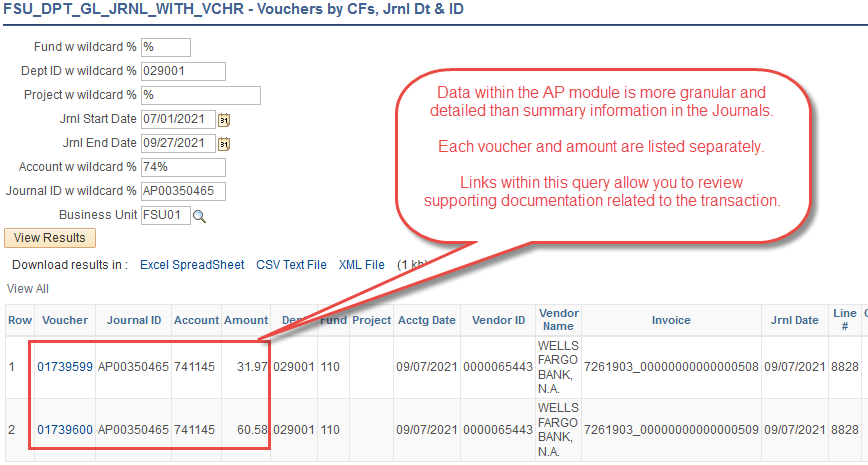 FSU_DPT_GL_JRNL_WITH_VCHR - Vouchers by CFs, Jrnl Dt & ID
Fund w wildcard % %
Dept ID w wildcard % 029001
Project w wildcard % %
Jrnl Start Date 07/01/2021
Jrnl End Date 09/27/2021
Account w wildcard % 74%
Journal ID w wildcard % AP00350465
Business Unit FSU01
View Results
Data within the AP module is more granular and
detailed than summary information in the Journals.
Each voucher and amount are listed separately.
Links within this query allow you to review
supporting documentation related to the transaction.
Download results in : Excel SpreadSheet CSV Text File XML File (1 kb)
View All
Row Voucher Journal ID Account Amount Dept Fund Project Acctg Date Vendor ID Vendor Name Invoice Jrnl Date Line #
1 01739599 AP00350465 741145 31.97 029001 110 09/07/2021 0000065443 WELLS FARGO BANK, N.A. 7261903_00000000000000508 09/07/2021 8828
2 01739600 AP00350465 741145 60.58 029001 110 09/07/2021 0000065443 WELLS FARGO BANK, N.A. 7261903_00000000000000509 09/07/2021 8828